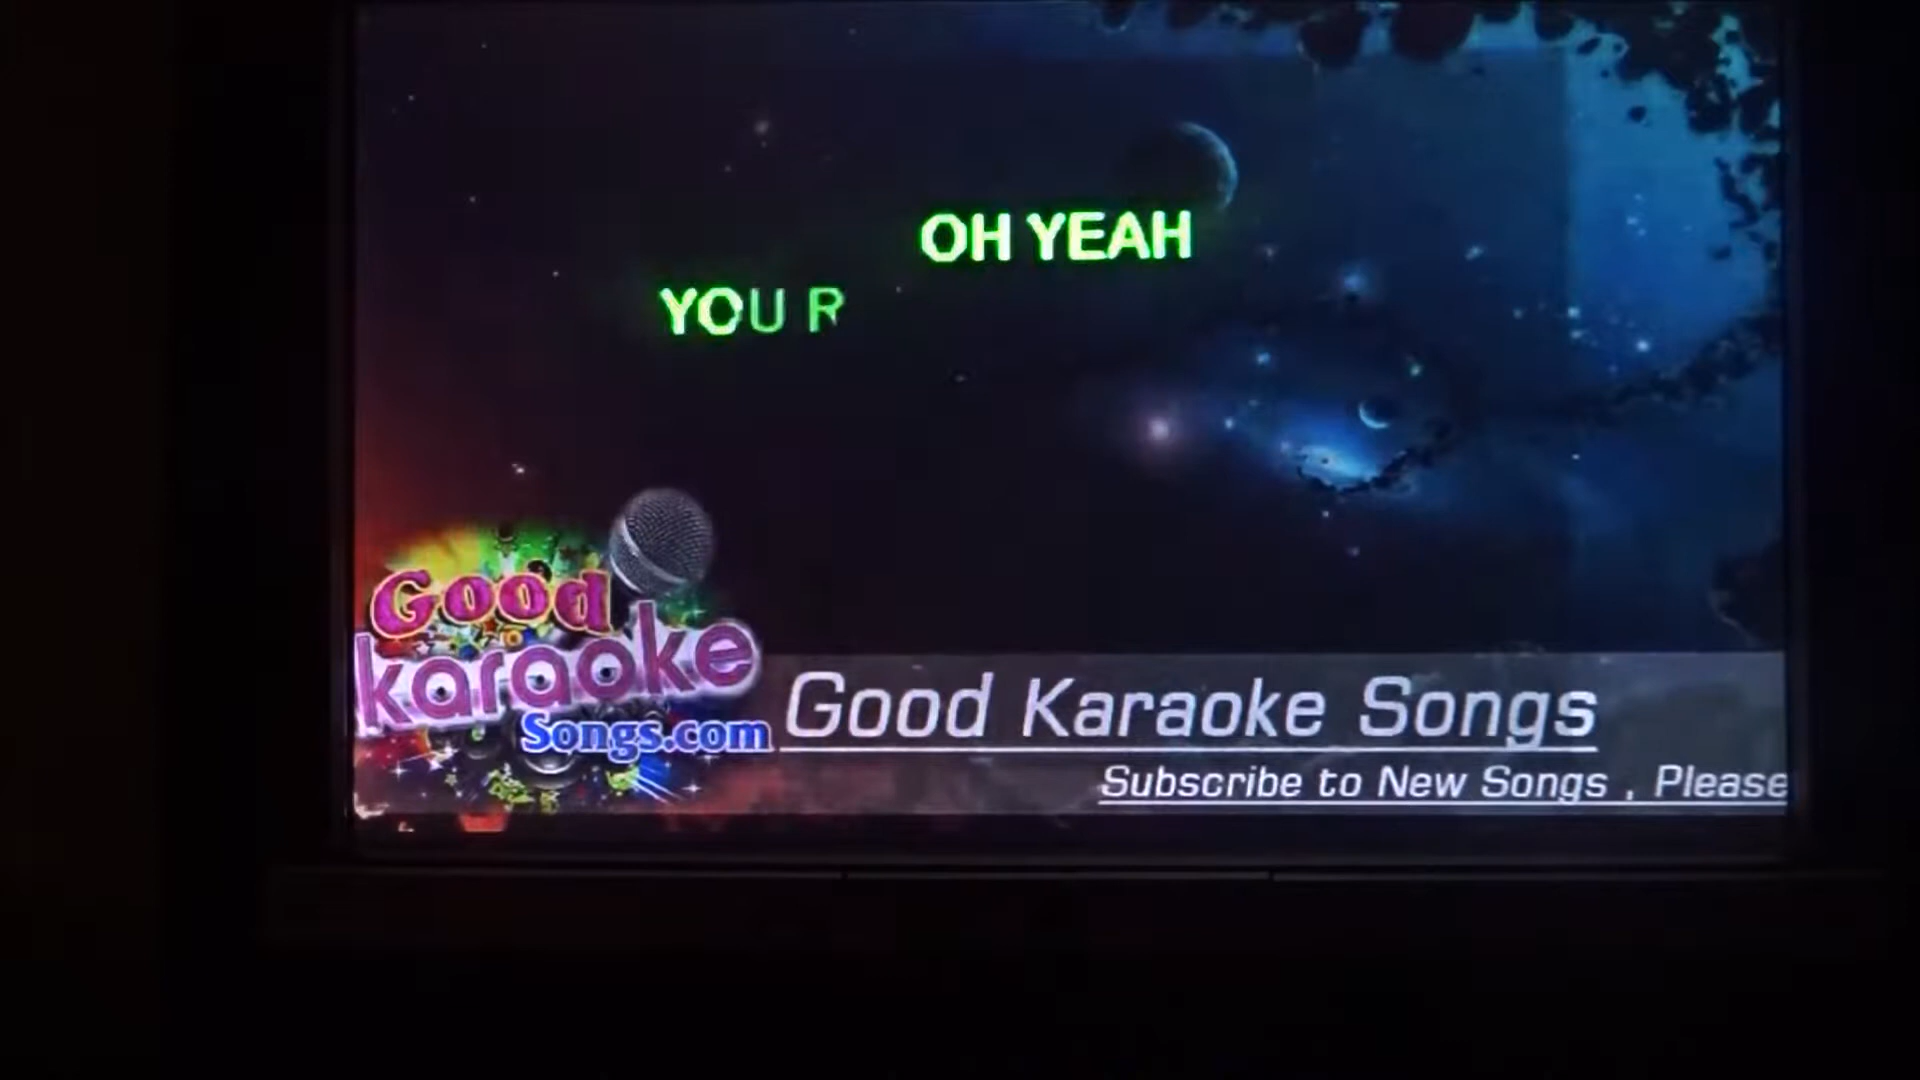 OH YEAH
YOU R
Good
karaoke
Songs.com
Good Karaoke Songs
Subscribe to New Songs , Please